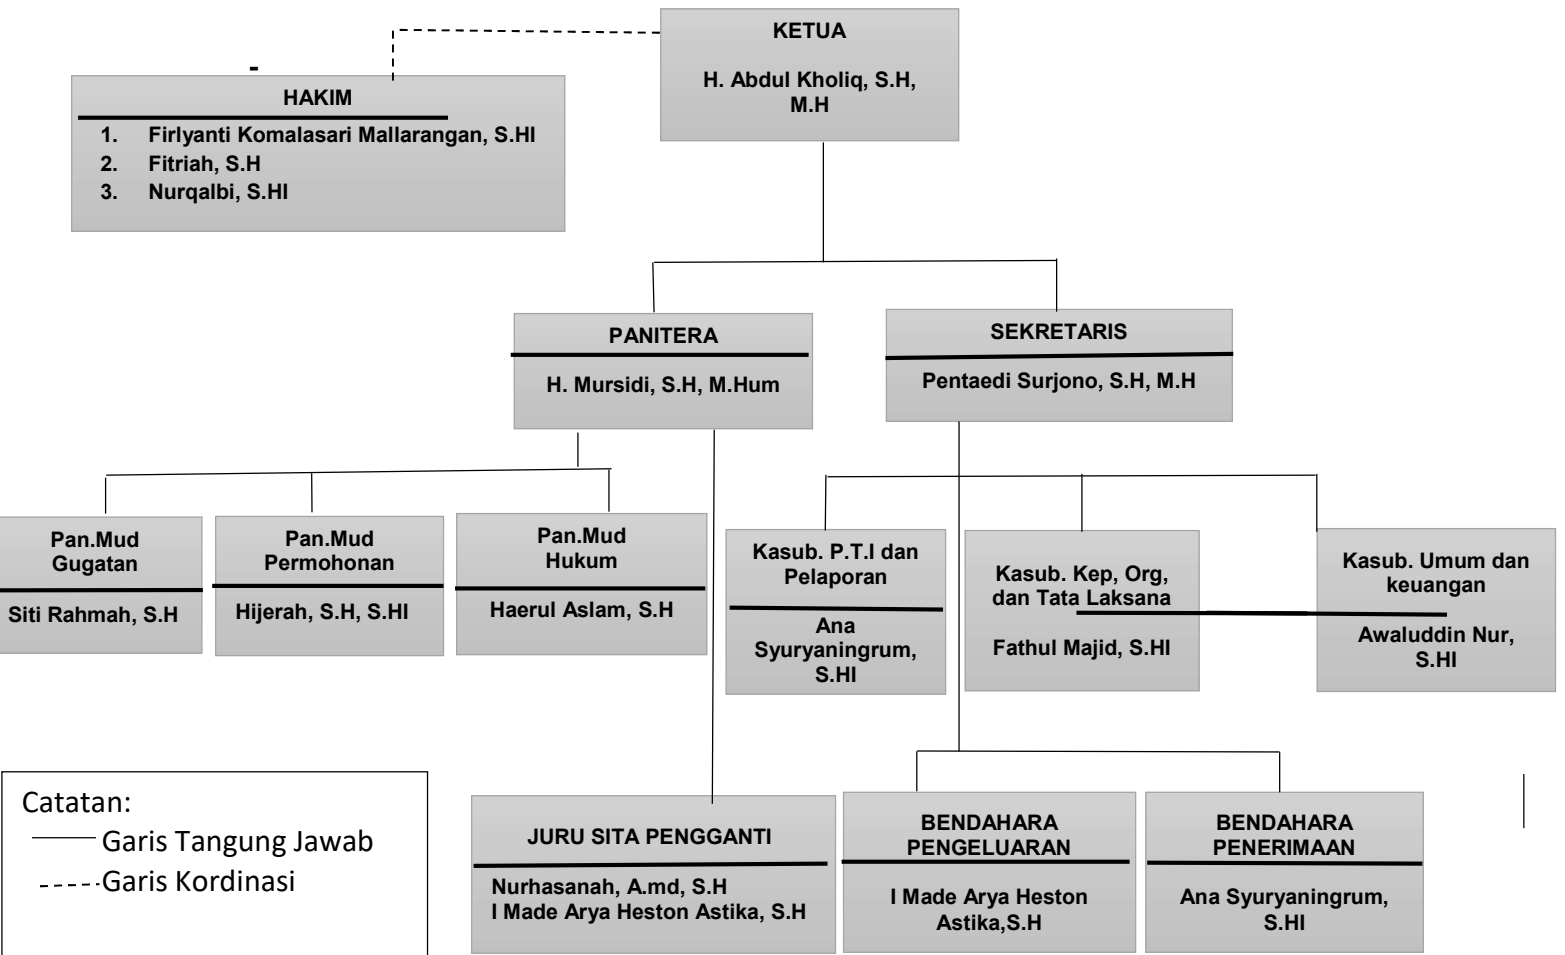 KETUA
H. Abdul Kholiq, S.H,
M.H
-
HAKIM
1. Firlyanti Komalasari Mallarangan, S.HI
2. Fitriah, S.H
3. Nurqalbi, S.HI
PANITERA
H. Mursidi, S.H, M.Hum
SEKRETARIS
Pentaedi Surjono, S.H, M.H
Pan.Mud
Gugatan
Siti Rahmah, S.H
Pan.Mud
Permohonan
Hijerah, S.H, S.HI
Pan.Mud
Hukum
Haerul Aslam, S.H
Kasub. P.T.I dan
Pelaporan
Ana
Syuryaningrum,
S.HI
Kasub. Kep, Org,
dan Tata Laksana
Fathul Majid, S.HI
Kasub. Umum dan
keuangan
Awaluddin Nur,
S.HI
Catatan:
Garis Tangung Jawab
Garis Kordinasi
JURU SITA PENGGANTI
Nurhasanah, A.md, S.H
I Made Arya Heston Astika, S.H
BENDAHARA
PENGELUARAN
I Made Arya Heston
Astika,S.H
BENDAHARA
PENERIMAAN
Ana Syuryaningrum,
S.HI